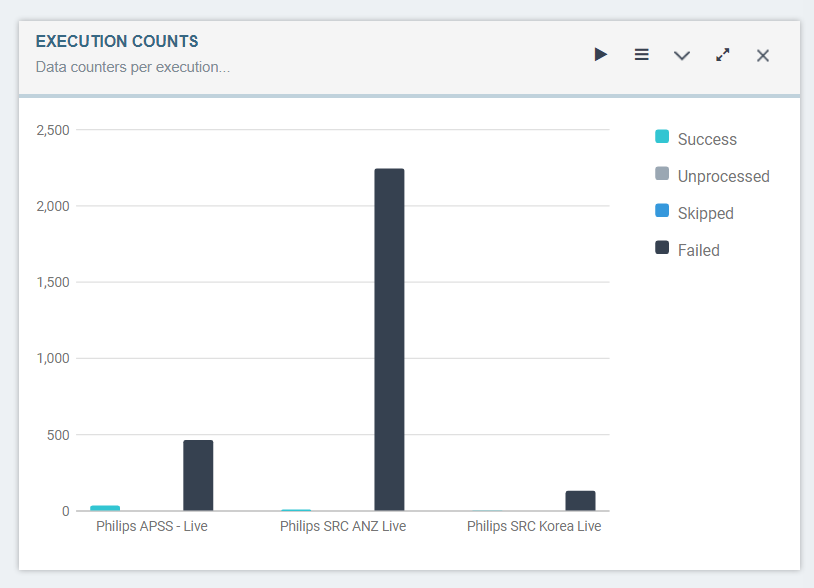 EXECUTION COUNTS
Data counters per execution...
2,500
2,000
1,500
1,000
500
0
Philips APSS - Live
Philips SRC ANZ Live
Philips SRC Korea Live
Success
Unprocessed
Skipped
Failed